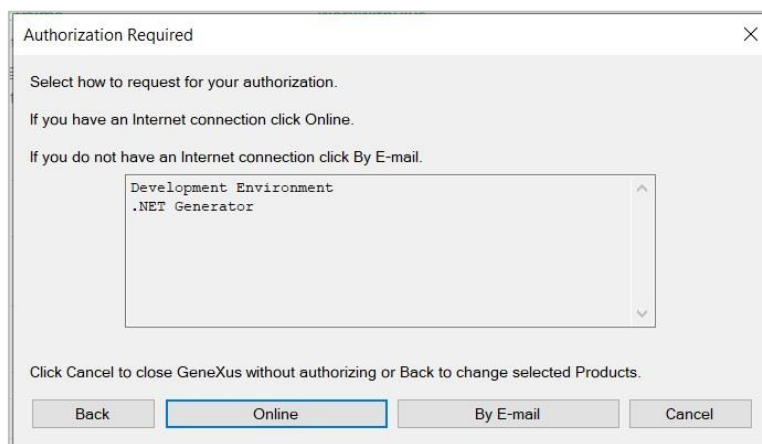 Authorization Required
Select how to request for your authorization.
If you have an Internet connection click Online.
If you do not have an Internet connection click By E-mail.
Development Environment
.NET Generator
Click Cancel to close GeneXus without authorizing or Back to change selected Products.
Back
Online
By E-mail
Cancel